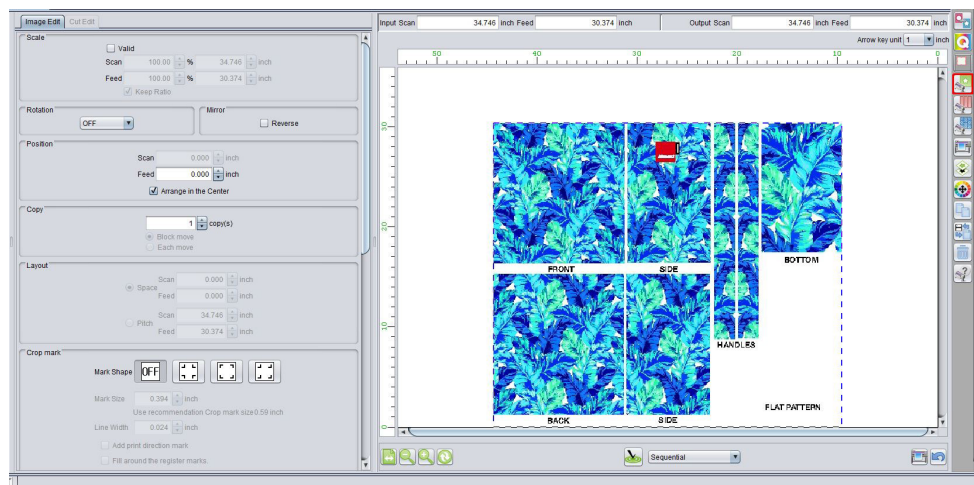 Image Edit Cut Edit
Input Scan 34.746 inch Feed 30.374 inch Output Scan 34.746 inch Feed 30.374 inch
Arrow key unit 1 inch
Scale
Valid
Scan 100.00 % 34.746 inch
Feed 100.00 % 30.374 inch
Keep Ratio
Rotation
OFF
Mirror
Reverse
Position
Scan 0.000 inch
Feed 0.000 inch
Arrange in the Center
Copy
1 copy(s)
Block move
Each move
Layout
Space
Scan 0.000 inch
Feed 0.000 inch
Pitch
Scan 34.746 inch
Feed 30.374 inch
Crop mark
Mark Shape OFF
Mark Size 0.394 inch
Use recommendation Crop mark size0.59 inch
Line Width 0.024 inch
Add print direction mark
Fill around the register marks.
50 40 30 20 10 0
30
20
10
0
FRONT SIDE BOTTOM
HANDLES
BACK SIDE FLAT PATTERN
Sequential